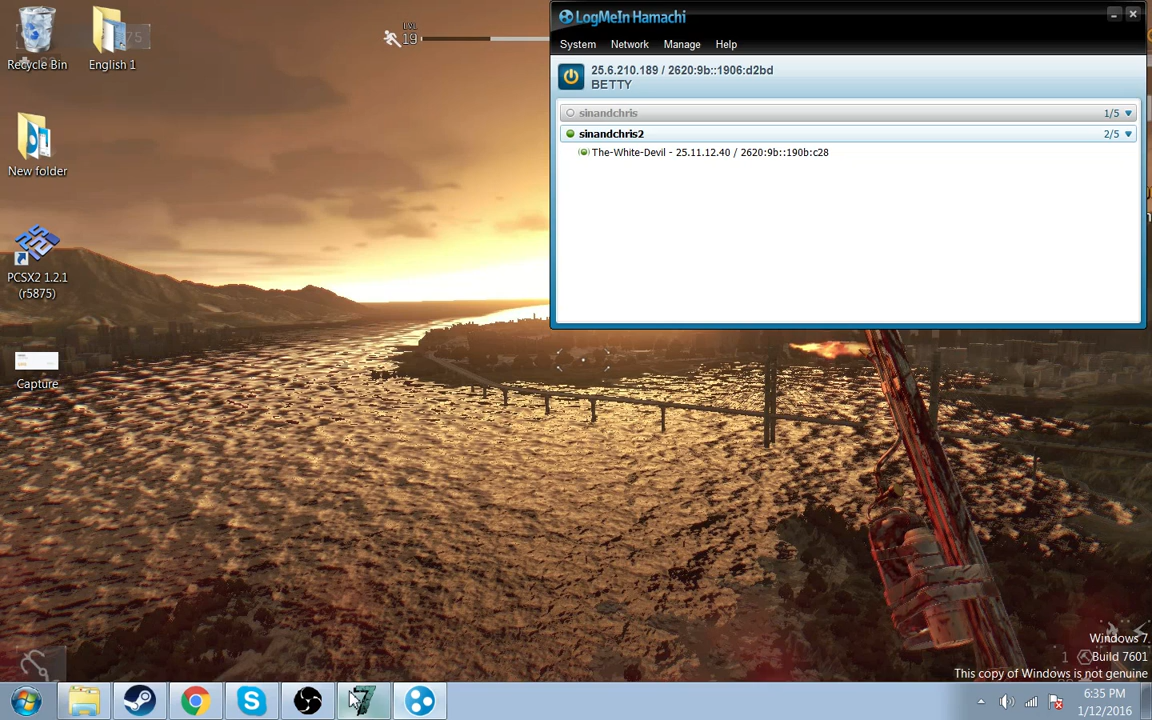 Recycle Bin
English 1
New folder
PCSX2 1.2.1
(r5875)
Capture
75
LVL
19
LogMeIn Hamachi
System Network Manage Help
25.6.210.189 / 2620:9b::1906:d2bd
BETTY
sinandchris 1/5
sinandchris2 2/5
The-White-Devil - 25.11.12.40 / 2620:9b::190b:c28
Windows 7
1
Build 7601
This copy of Windows is not genuine
6:35 PM
1/12/2016